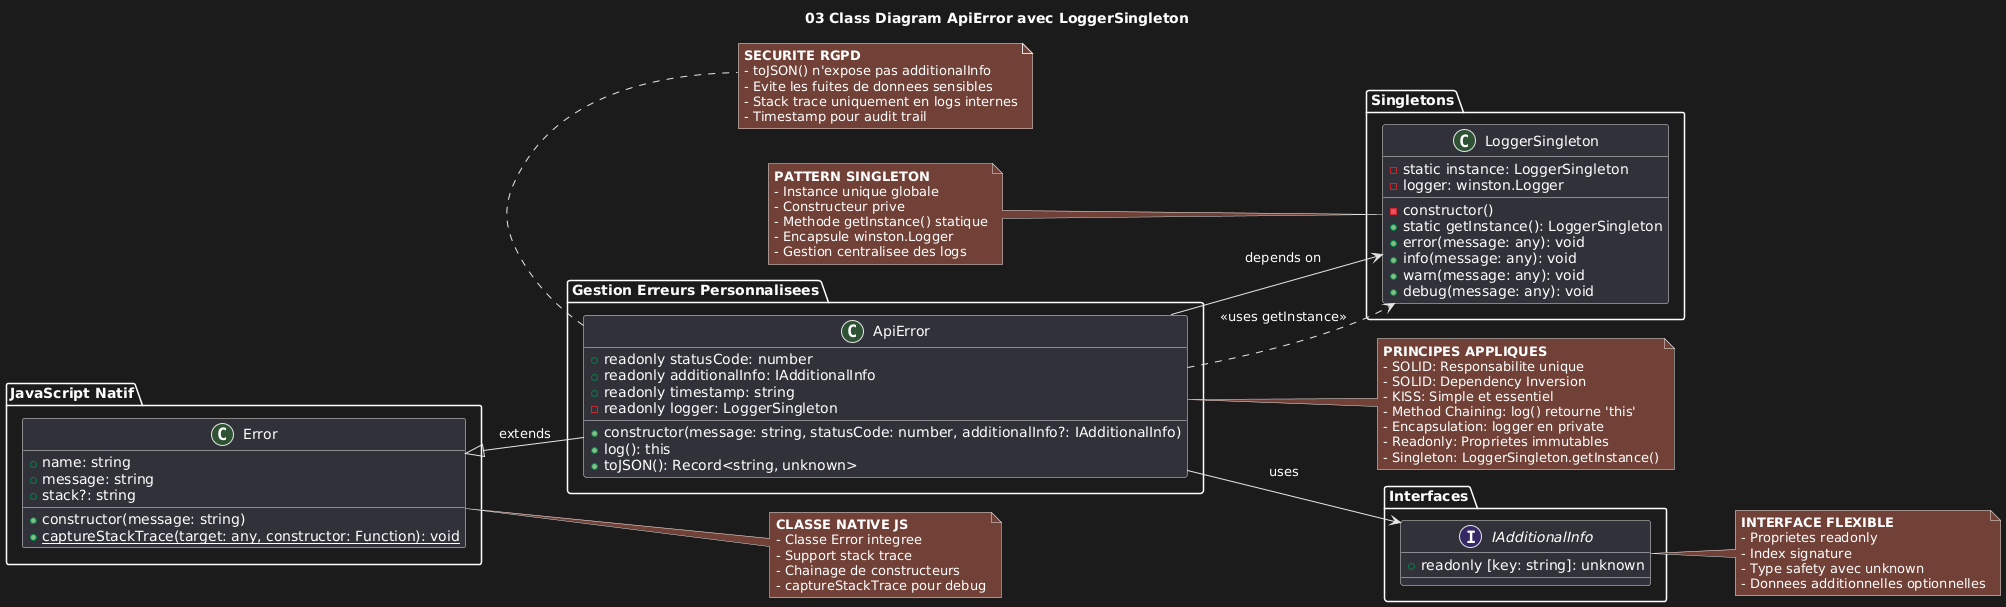 03 Class Diagram ApiError avec LoggerSingleton
SECURITE RGPD
- toJSON() n'expose pas additionalInfo
- Evite les fuites de donnees sensibles
- Stack trace uniquement en logs internes
- Timestamp pour audit trail
PATTERN SINGLETON
- Instance unique globale
- Constructeur prive
- Methode getInstance() statique
- Encapsule winston.Logger
- Gestion centralisee des logs
Singletons
C LoggerSingleton
static instance: LoggerSingleton
logger: winston.Logger
constructor()
static getInstance(): LoggerSingleton
error(message: any): void
info(message: any): void
warn(message: any): void
debug(message: any): void
depends on
«uses getInstance»
Gestion Erreurs Personnalisees
C ApiError
readonly statusCode: number
readonly additionalInfo: IAdditionalInfo
readonly timestamp: string
readonly logger: LoggerSingleton
constructor(message: string, statusCode: number, additionalInfo?: IAdditionalInfo)
log(): this
toJSON(): Record<string, unknown>
PRINCIPES APPLIQUES
- SOLID: Responsabilite unique
- SOLID: Dependency Inversion
- KISS: Simple et essentiel
- Method Chaining: log() retourne 'this'
- Encapsulation: logger en private
- Readonly: Proprietes immutables
- Singleton: LoggerSingleton.getInstance()
JavaScript Natif
C Error
name: string
message: string
stack?: string
constructor(message: string)
captureStackTrace(target: any, constructor: Function): void
extends
uses
CLASSE NATIVE JS
- Classe Error integree
- Support stack trace
- Chainage de constructeurs
- captureStackTrace pour debug
Interfaces
I IAdditionalInfo
readonly [key: string]: unknown
INTERFACE FLEXIBLE
- Proprietes readonly
- Index signature
- Type safety avec unknown
- Donnees additionnelles optionnelles